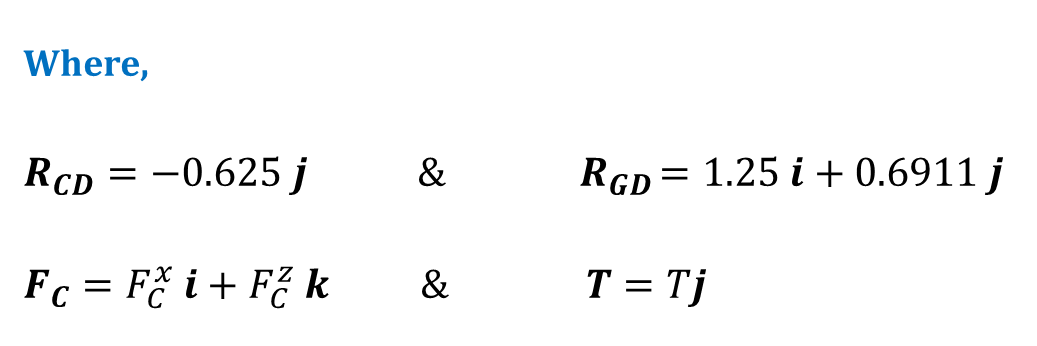 Where,
R_CD = −0.625 j & R_GD = 1.25 i + 0.6911 j
F_C = F_C^x i + F_C^z k & T = Tj